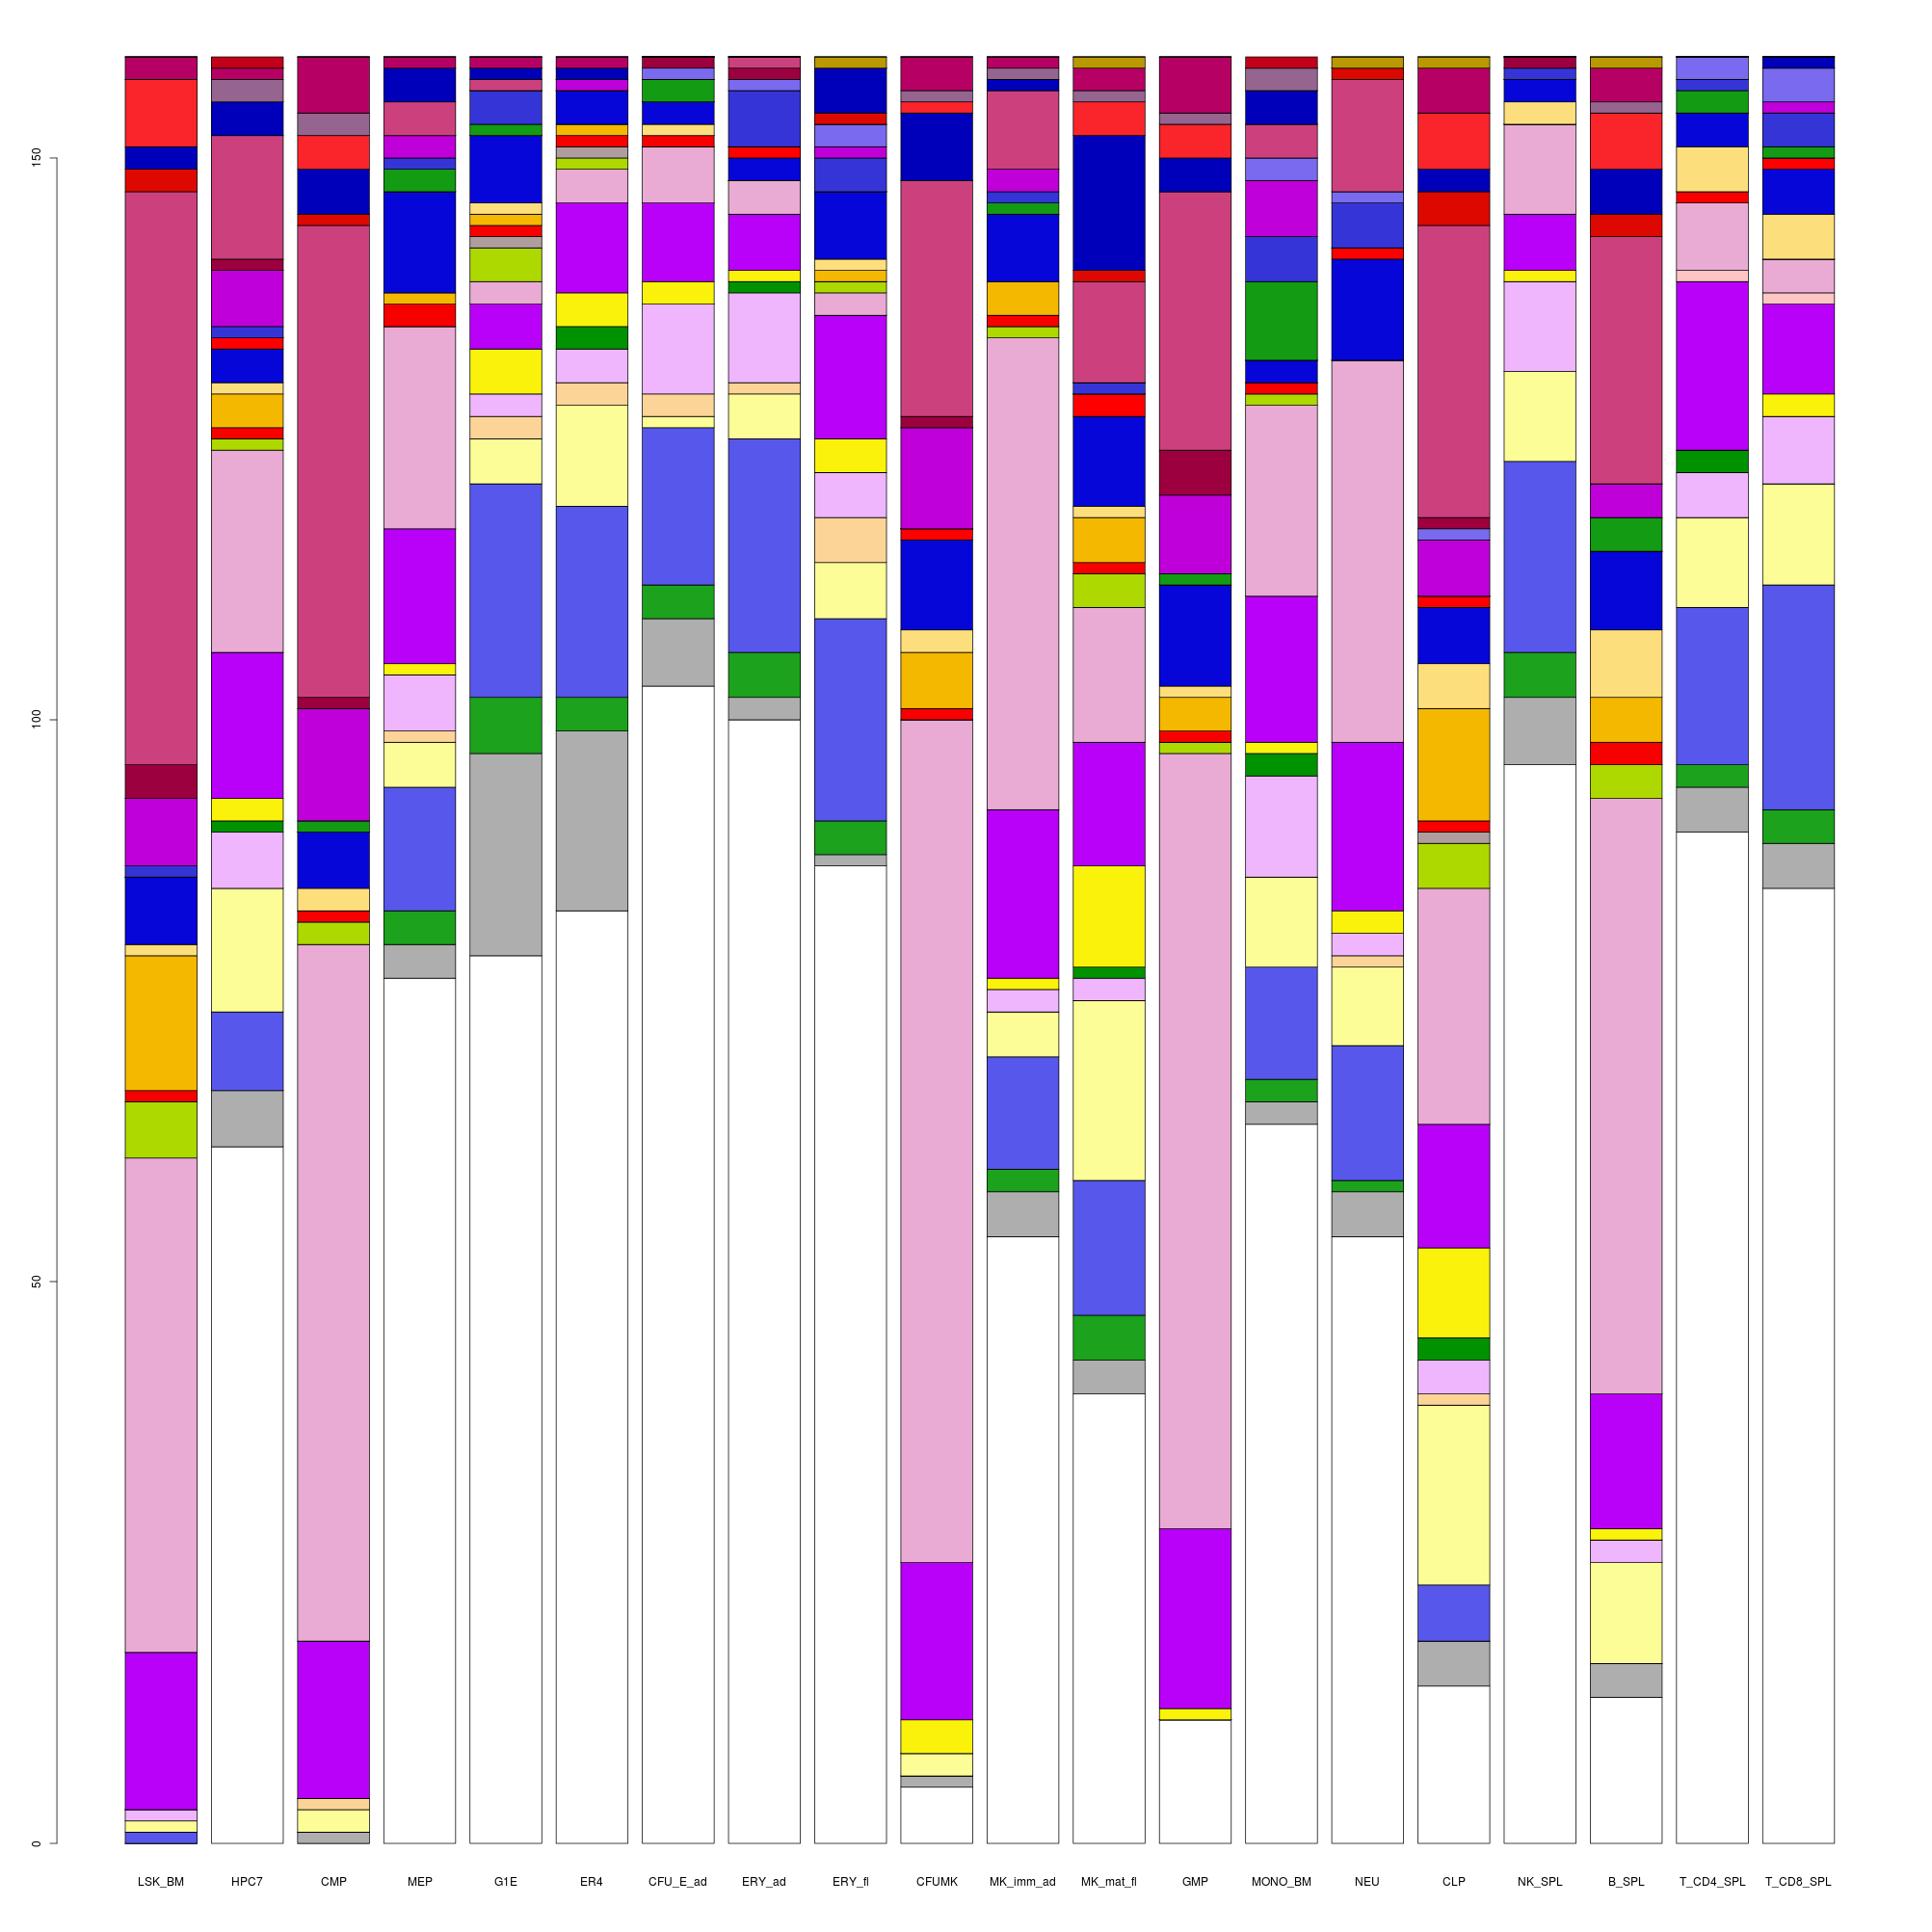 150
100
50
0
LSK_BM HPC7 CMP MEP G1E ER4 CFU_E_ad ERY_ad ERY_fl CFUMK MK_imm_ad MK_mat_fl GMP MONO_BM NEU CLP NK_SPL B_SPL T_CD4_SPL T_CD8_SPL